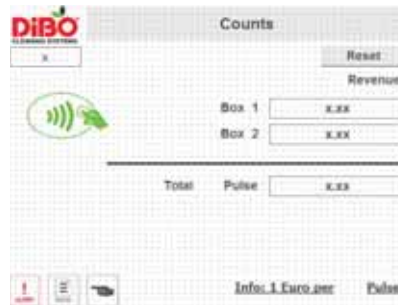 DiBO
CLEANING SYSTEMS
Counts
x
Reset
Revenue
Box 1 x.xx
Box 2 x.xx
Total Pulse x.xx
Info: 1 Euro per Pulse